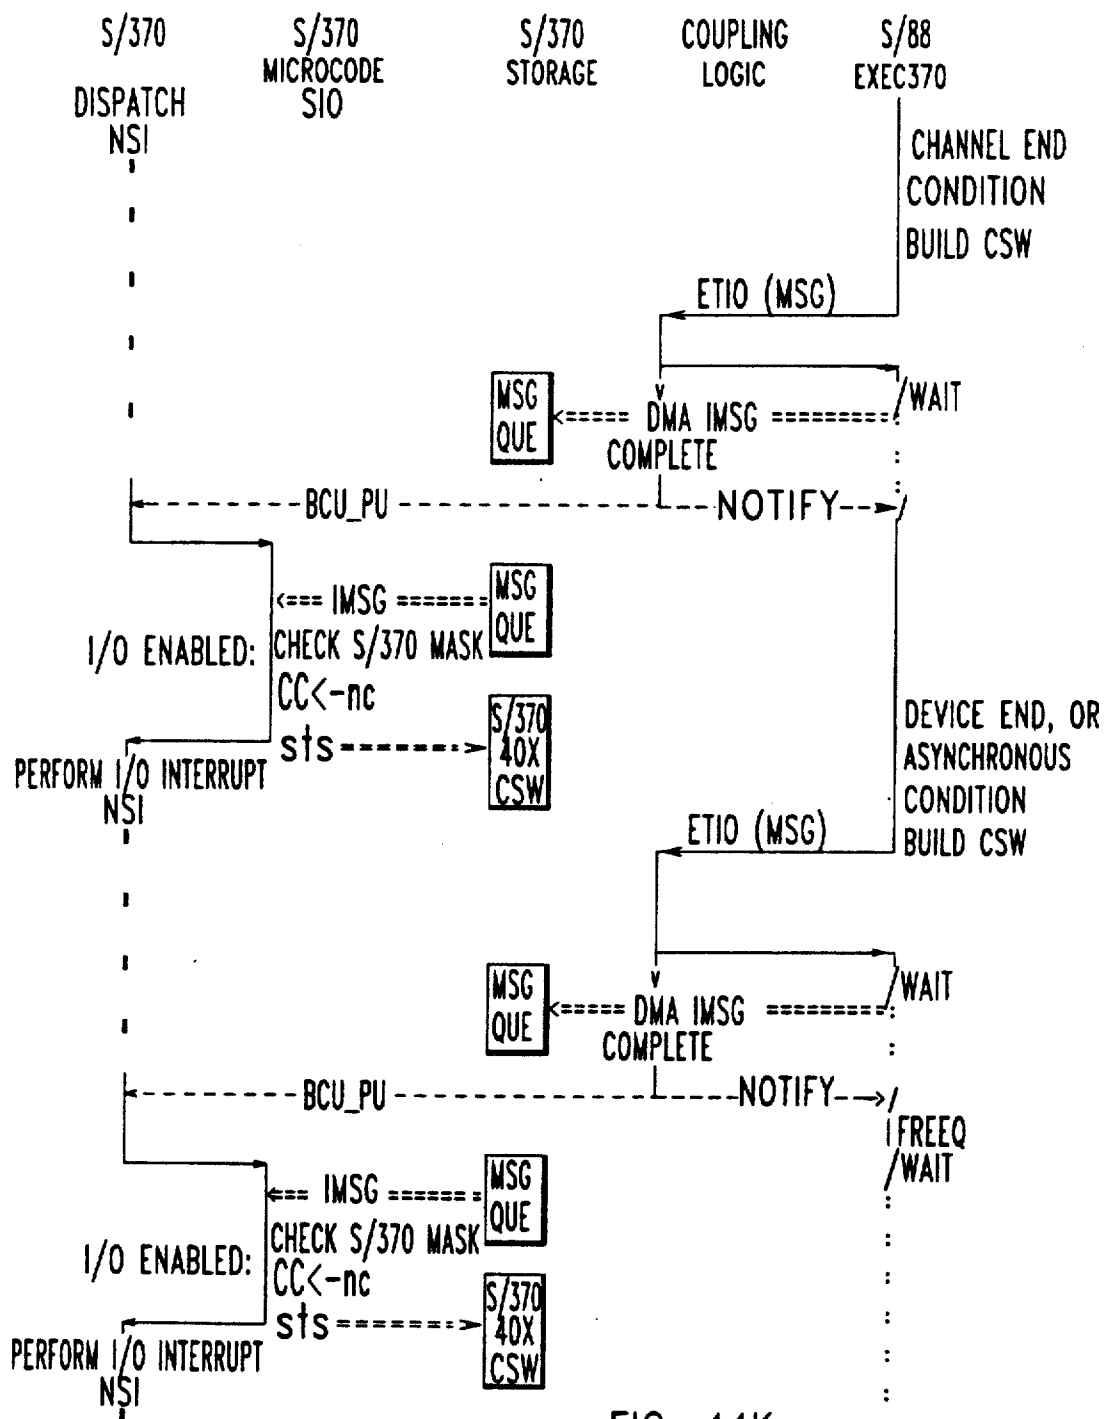 S/370 S/370 S/370 COUPLING S/88
MICROCODE STORAGE LOGIC EXEC370
DISPATCH SIO
NSI
CHANNEL END
CONDITION
BUILD CSW
ETIO (MSG)
MSG
QUE
WAIT
DMA IMSG
COMPLETE
BCU_PU
NOTIFY
IMSG
MSG
QUE
I/O ENABLED:
CHECK S/370 MASK
CC<-nc
sts
S/370
40X
CSW
PERFORM I/O INTERRUPT
NSI
DEVICE END, OR
ASYNCHRONOUS
CONDITION
BUILD CSW
ETIO (MSG)
MSG
QUE
WAIT
DMA IMSG
COMPLETE
BCU_PU
NOTIFY
FREEQ
WAIT
IMSG
MSG
QUE
I/O ENABLED:
CHECK S/370 MASK
CC<-nc
sts
S/370
40X
CSW
PERFORM I/O INTERRUPT
NSI